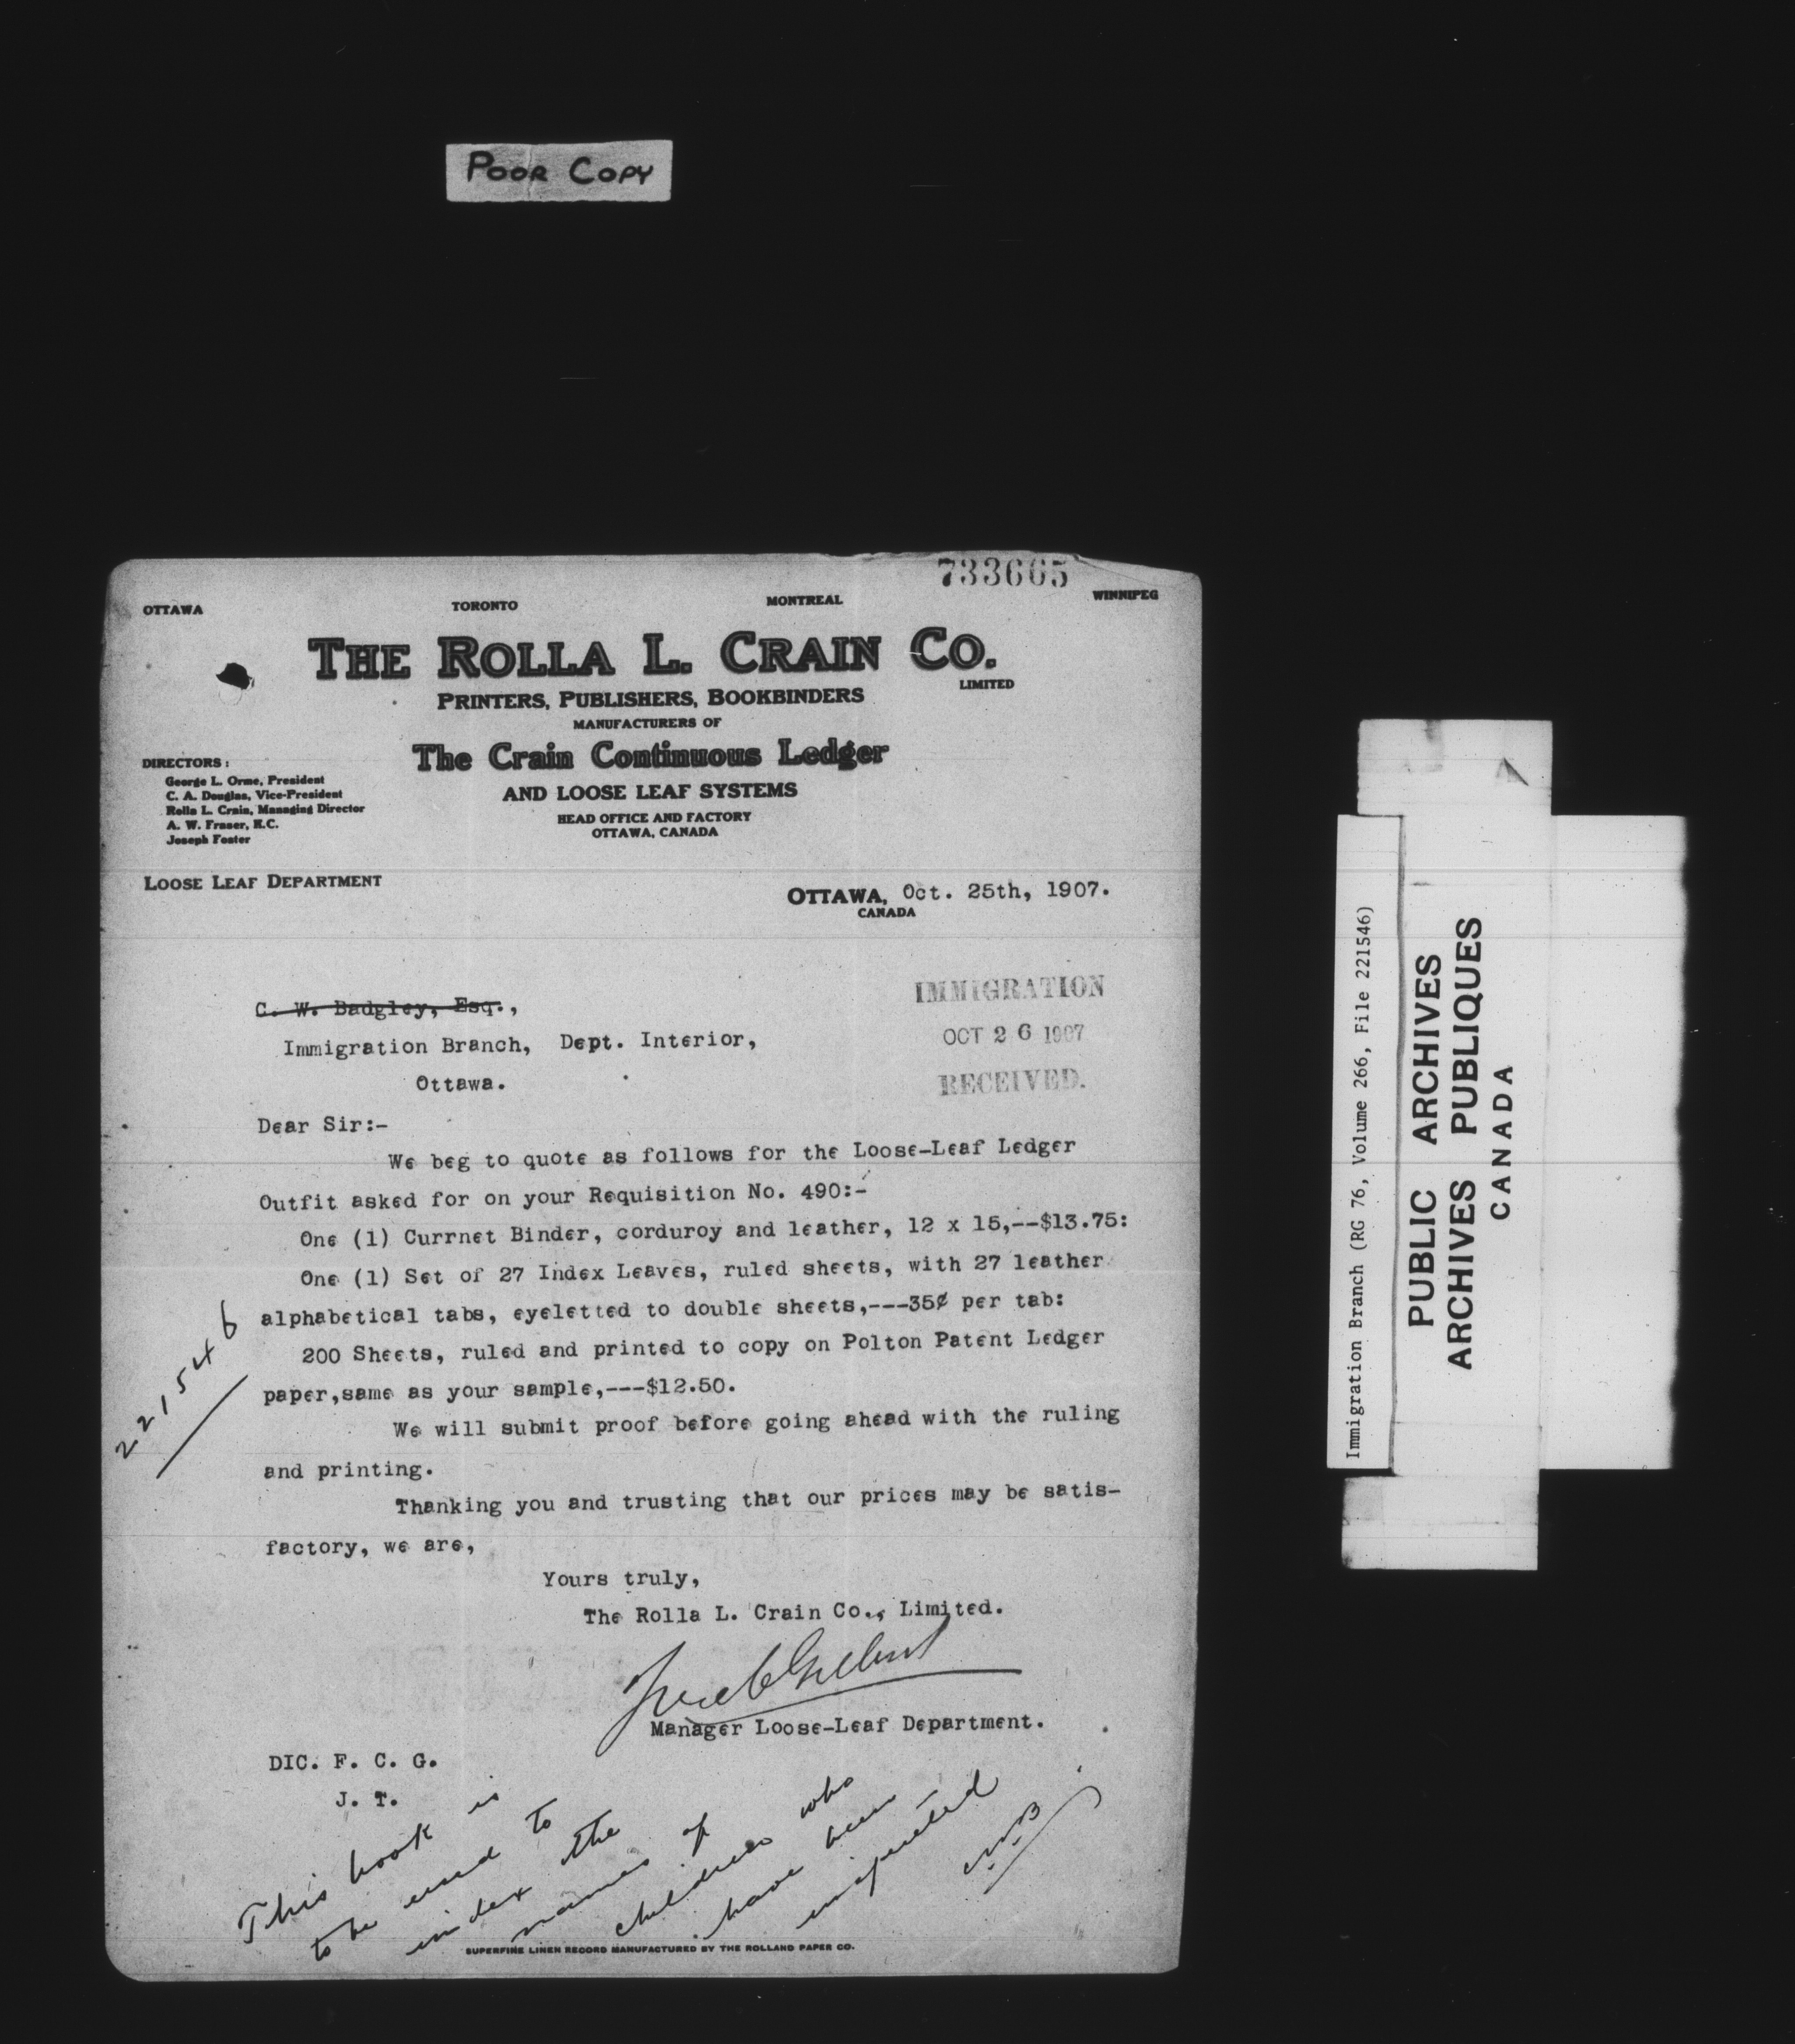 POOR COPY
733665
OTTAWA TORONTO MONTREAL WINNIPEG
THE ROLLA L. CRAIN CO.
LIMITED
PRINTERS, PUBLISHERS, BOOKBINDERS
MANUFACTURERS OF
The Crain Continuous Ledger
AND LOOSE LEAF SYSTEMS
HEAD OFFICE AND FACTORY
OTTAWA, CANADA
DIRECTORS:
George L. Orme, President
C. A. Douglas, Vice-President
Rolla L. Crain, Managing Director
A. W. Fraser, K.C.
Joseph Foster
LOOSE LEAF DEPARTMENT
OTTAWA, Oct. 25th, 1907.
CANADA
IMMIGRATION
OCT 26 1907
RECEIVED.
C. W. Badgley, Esq.,
Immigration Branch, Dept. Interior,
Ottawa.
Dear Sir:-
We beg to quote as follows for the Loose-Leaf Ledger
Outfit asked for on your Requisition No. 490:-
One (1) Currnet Binder, corduroy and leather, 12 x 15,--$13.75:
One (1) Set of 27 Index Leaves, ruled sheets, with 27 leather
alphabetical tabs, eyeletted to double sheets,---35¢ per tab:
200 Sheets, ruled and printed to copy on Polton Patent Ledger
paper,same as your sample,---$12.50.
We will submit proof before going ahead with the ruling
and printing.
Thanking you and trusting that our prices may be satis-
factory, we are,
Yours truly,
The Rolla L. Crain Co., Limited.
Manager Loose-Leaf Department.
DIC. F. C. G.
J. T.
221546
This book is
to be used to
index the
names of
children who
have been
inspected
SUPERFINE LINEN RECORD MANUFACTURED BY THE ROLLAND PAPER CO.
Immigration Branch (RG 76, Volume 266, File 221546)
PUBLIC ARCHIVES
ARCHIVES PUBLIQUES
CANADA